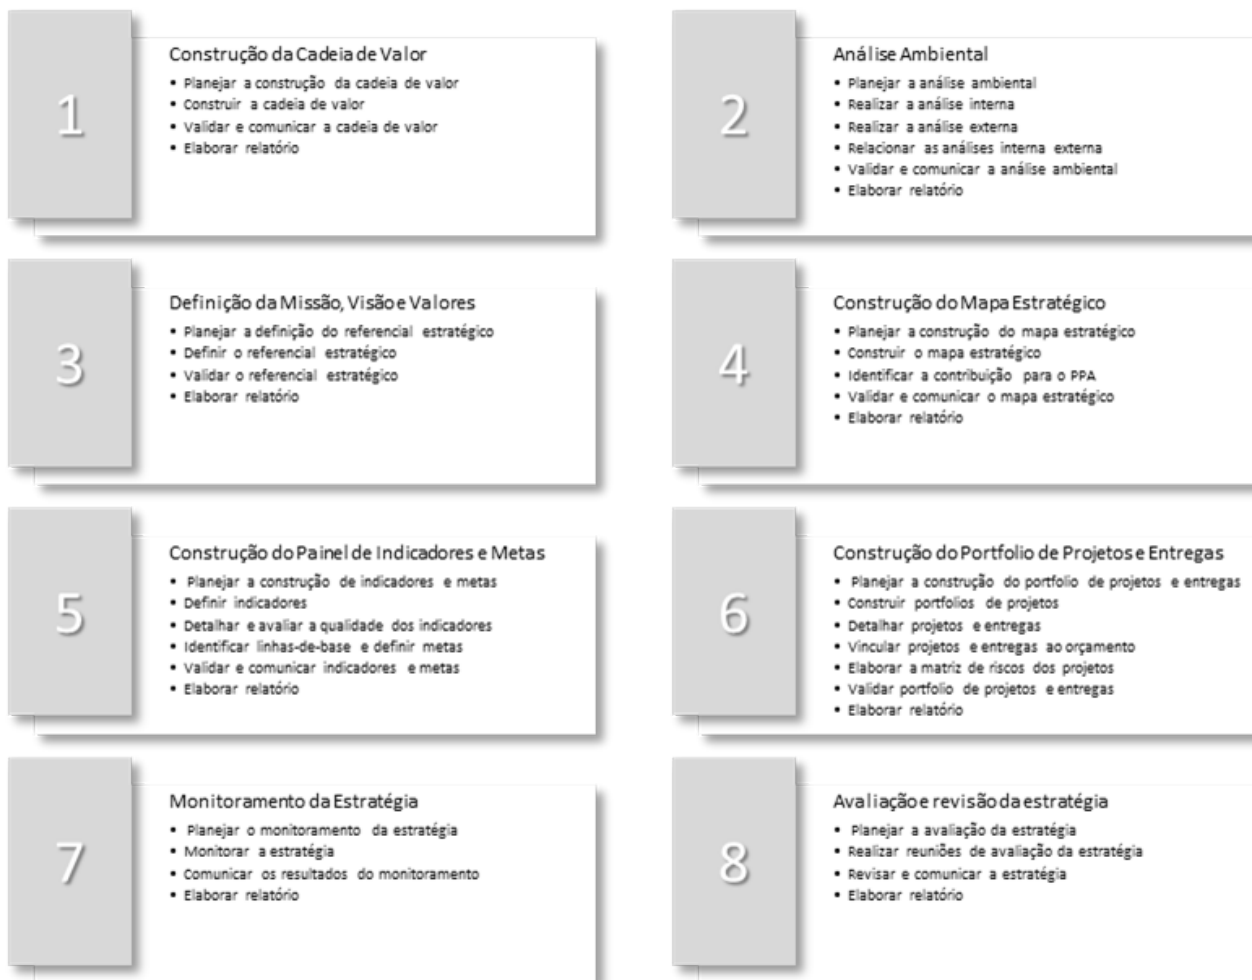 1
Construção da Cadeia de Valor
• Planejar a construção da cadeia de valor
• Construir a cadeia de valor
• Validar e comunicar a cadeia de valor
• Elaborar relatório
2
Análise Ambiental
• Planejar a análise ambiental
• Realizar a análise interna
• Realizar a análise externa
• Relacionar as análises interna externa
• Validar e comunicar a análise ambiental
• Elaborar relatório
3
Definição da Missão, Visão e Valores
• Planejar a definição do referencial estratégico
• Definir o referencial estratégico
• Validar o referencial estratégico
• Elaborar relatório
4
Construção do Mapa Estratégico
• Planejar a construção do mapa estratégico
• Construir o mapa estratégico
• Identificar a contribuição para o PPA
• Validar e comunicar o mapa estratégico
• Elaborar relatório
5
Construção do Painel de Indicadores e Metas
• Planejar a construção de indicadores e metas
• Definir indicadores
• Detalhar e avaliar a qualidade dos indicadores
• Identificar linhas-de-base e definir metas
• Validar e comunicar indicadores e metas
• Elaborar relatório
6
Construção do Portfolio de Projetos e Entregas
• Planejar a construção do portfolio de projetos e entregas
• Construir portfolios de projetos
• Detalhar projetos e entregas
• Vincular projetos e entregas ao orçamento
• Elaborar a matriz de riscos dos projetos
• Validar portfolio de projetos e entregas
• Elaborar relatório
7
Monitoramento da Estratégia
• Planejar o monitoramento da estratégia
• Monitorar a estratégia
• Comunicar os resultados do monitoramento
• Elaborar relatório
8
Avaliação e revisão da estratégia
• Planejar a avaliação da estratégia
• Realizar reuniões de avaliação da estratégia
• Revisar e comunicar a estratégia
• Elaborar relatório